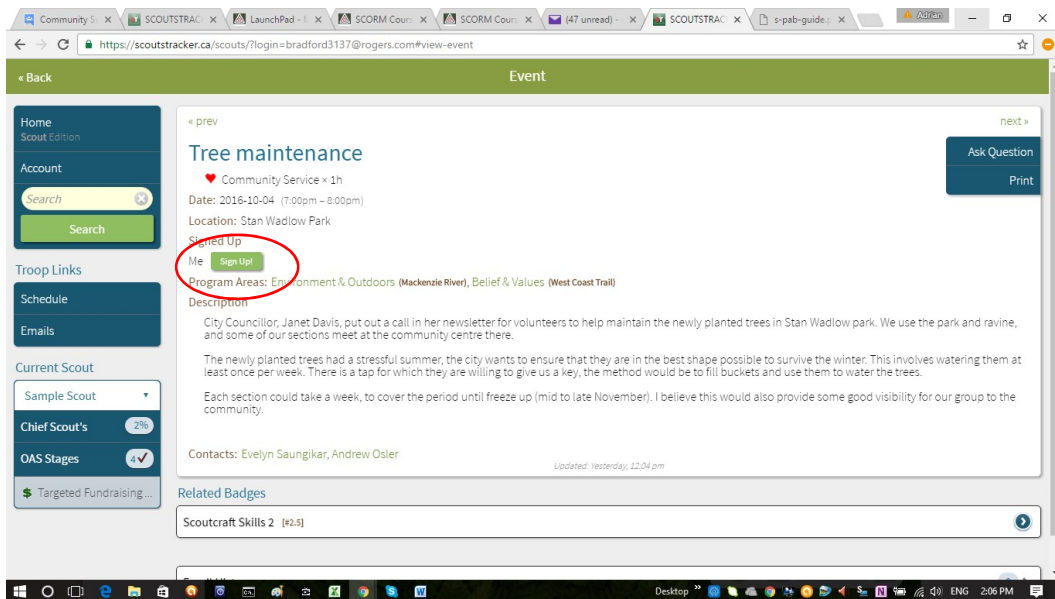 Community S
SCOUTSTRAC
LaunchPad -
SCORM Cours
SCORM Cours
(47 unread) -
SCOUTSTRAC
s-pab-guide.p
Adrian
https://scoutstracker.ca/scouts/?login=bradford3137@rogers.com#view-event
« Back
Event
Home
Scout Edition
Account
Search
Search
Troop Links
Schedule
Emails
Current Scout
Sample Scout
Chief Scout's 2%
OAS Stages 4✓
$ Targeted Fundraising...
« prev
next »
Ask Question
Print
Tree maintenance
Community Service × 1h
Date: 2016-10-04 (7:00pm – 8:00pm)
Location: Stan Wadlow Park
Signed Up
Me Sign Up!
Program Areas: Environment & Outdoors (Mackenzie River), Belief & Values (West Coast Trail)
Description
City Councillor, Janet Davis, put out a call in her newsletter for volunteers to help maintain the newly planted trees in Stan Wadlow park. We use the park and ravine,
and some of our sections meet at the community centre there.
The newly planted trees had a stressful summer, the city wants to ensure that they are in the best shape possible to survive the winter. This involves watering them at
least once per week. There is a tap for which they are willing to give us a key, the method would be to fill buckets and use them to water the trees.
Each section could take a week, to cover the period until freeze up (mid to late November). I believe this would also provide some good visibility for our group to the
community.
Contacts: Evelyn Saungikar, Andrew Osler
Updated: Yesterday, 12:04 pm
Related Badges
Scoutcraft Skills 2 [#2.5]
Desktop
ENG 2:06 PM